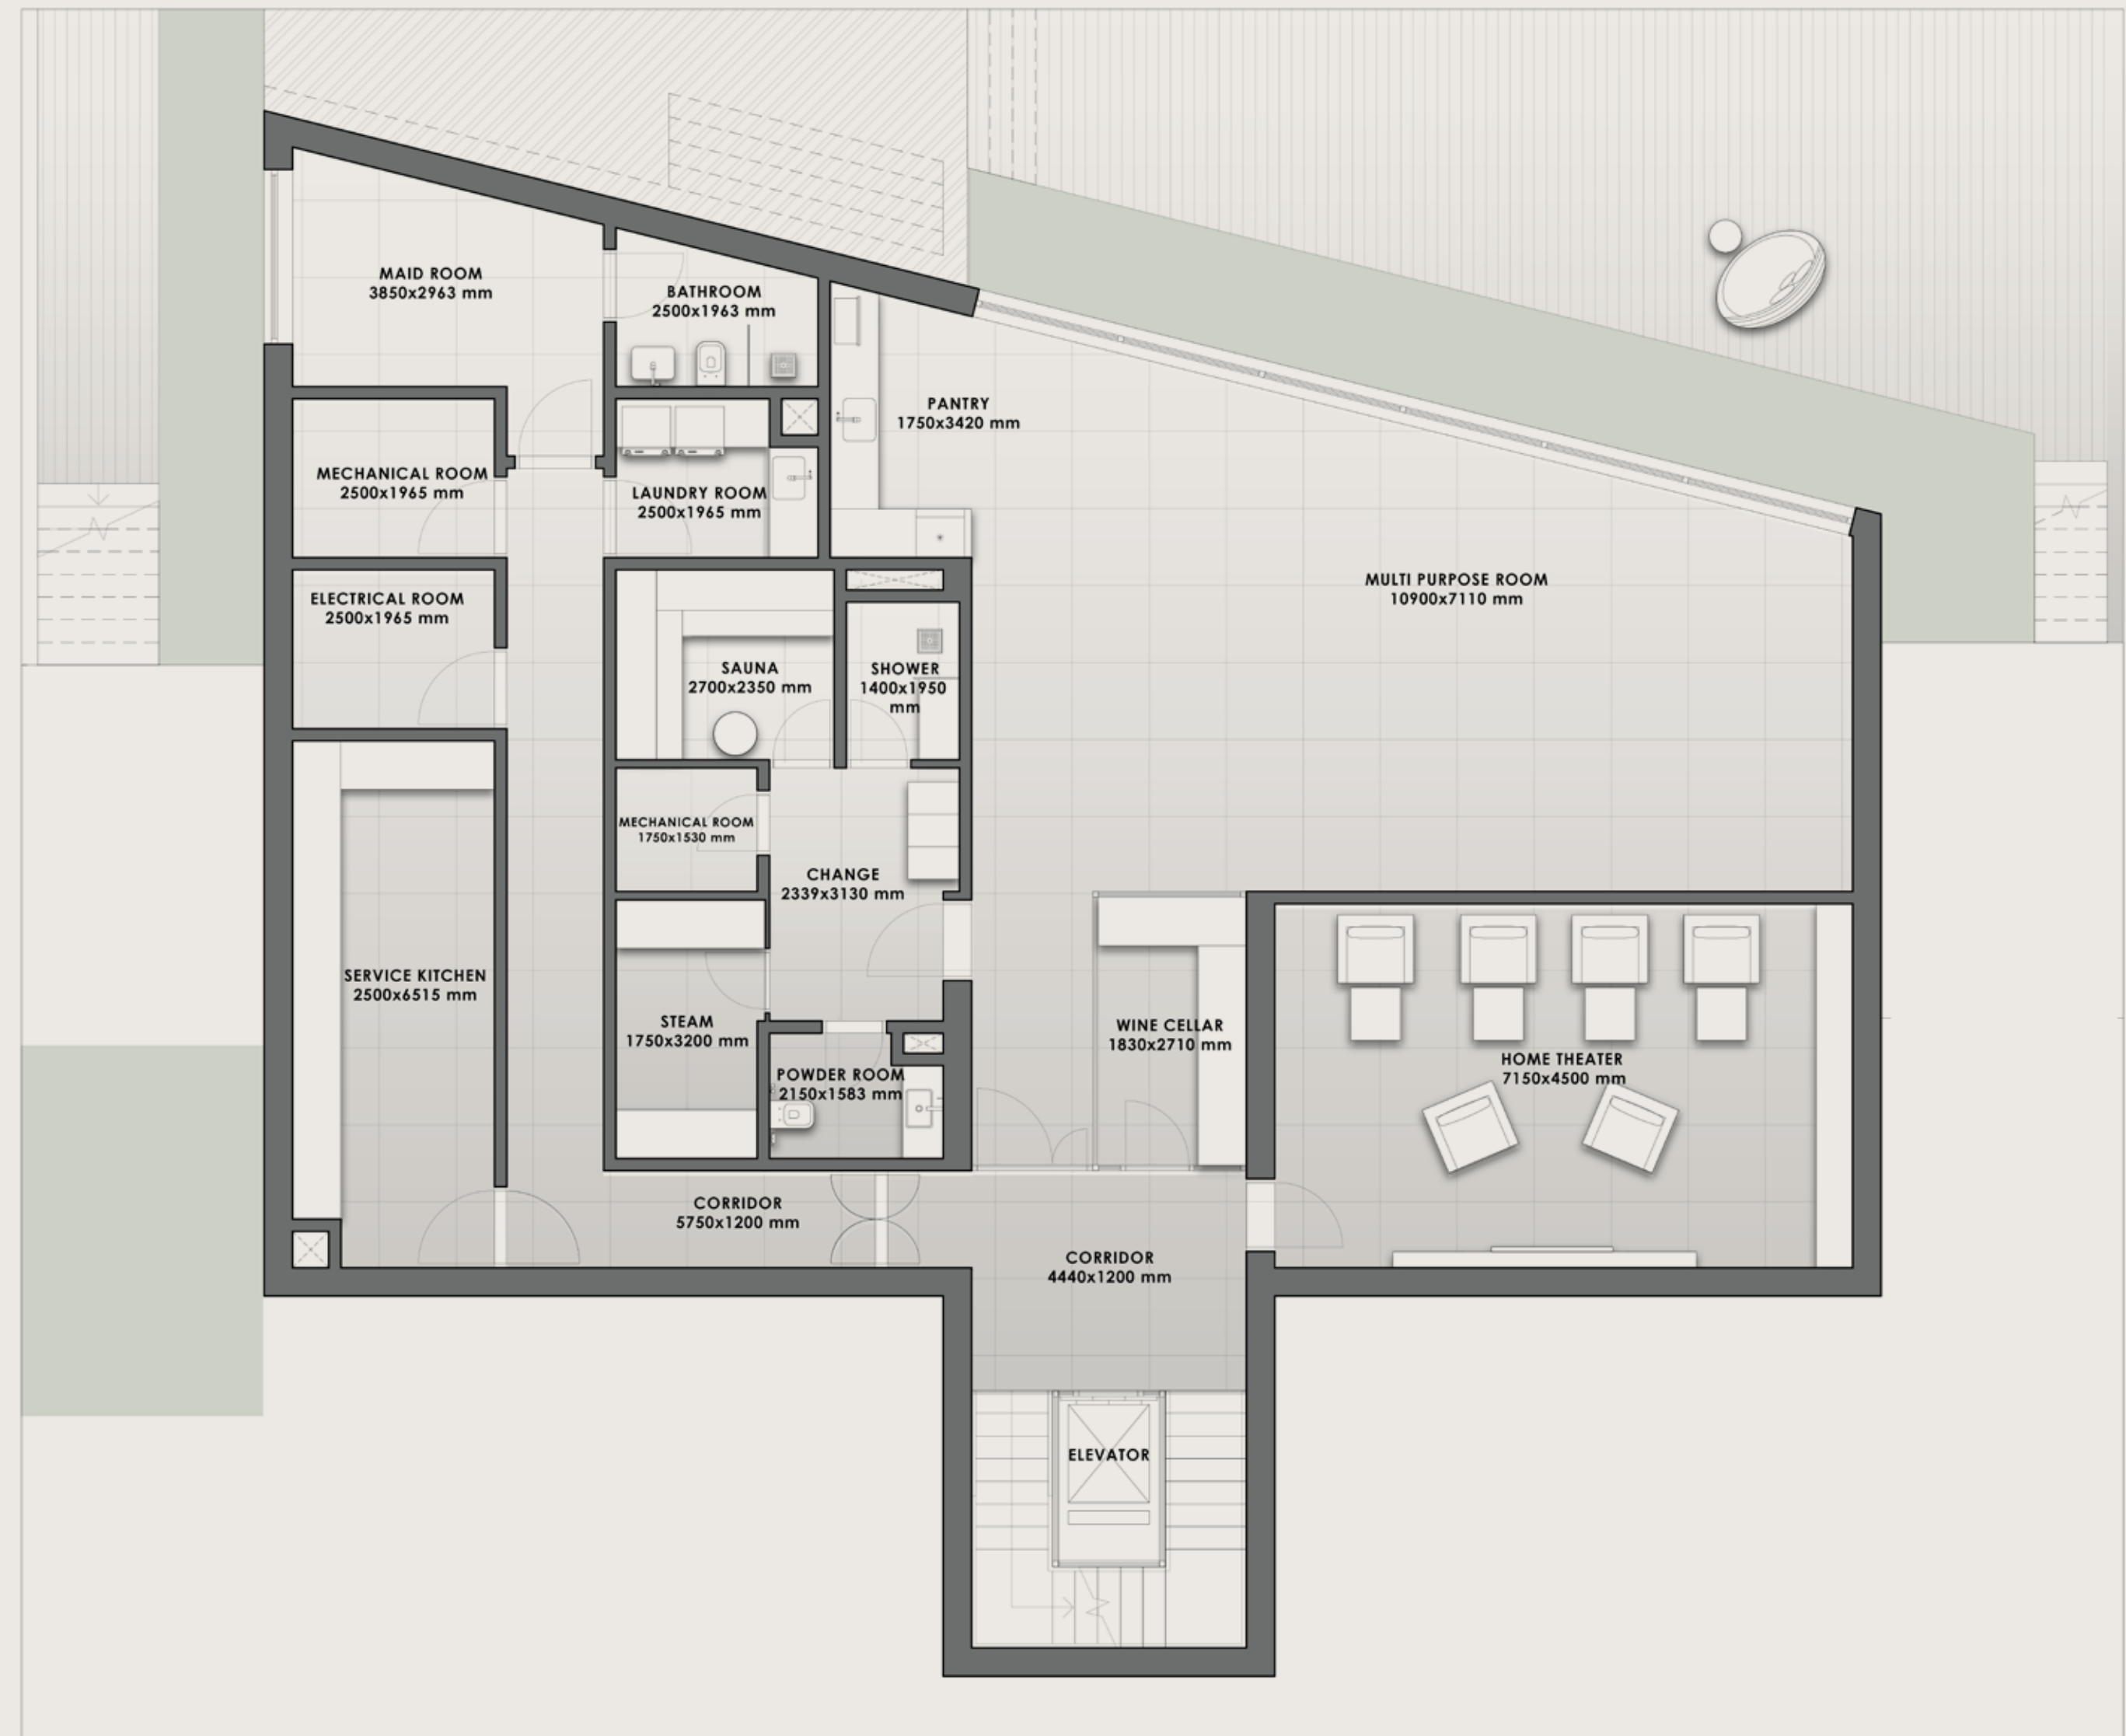 MAID ROOM
3850x2963 mm
BATHROOM
2500x1963 mm
PANTRY
1750x3420 mm
MECHANICAL ROOM
2500x1965 mm
LAUNDRY ROOM
2500x1965 mm
MULTI PURPOSE ROOM
10900x7110 mm
ELECTRICAL ROOM
2500x1965 mm
SAUNA
2700x2350 mm
SHOWER
1400x1950
mm
MECHANICAL ROOM
1750x1530 mm
CHANGE
2339x3130 mm
SERVICE KITCHEN
2500x6515 mm
STEAM
1750x3200 mm
WINE CELLAR
1830x2710 mm
POWDER ROOM
2150x1583 mm
HOME THEATER
7150x4500 mm
CORRIDOR
5750x1200 mm
CORRIDOR
4440x1200 mm
ELEVATOR